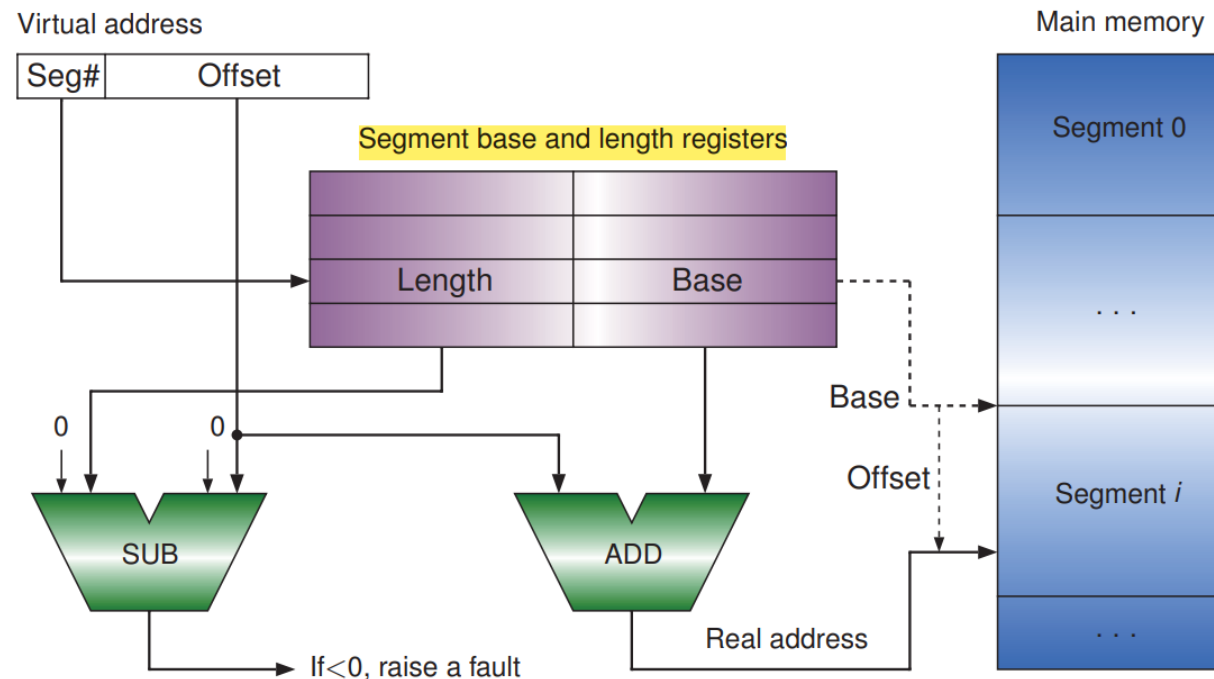 Virtual address
Main memory
Seg# Offset
Segment 0
Segment base and length registers
Length Base
. . .
Base
0 0
Offset
Segment i
SUB ADD
Real address
. . .
If<0, raise a fault